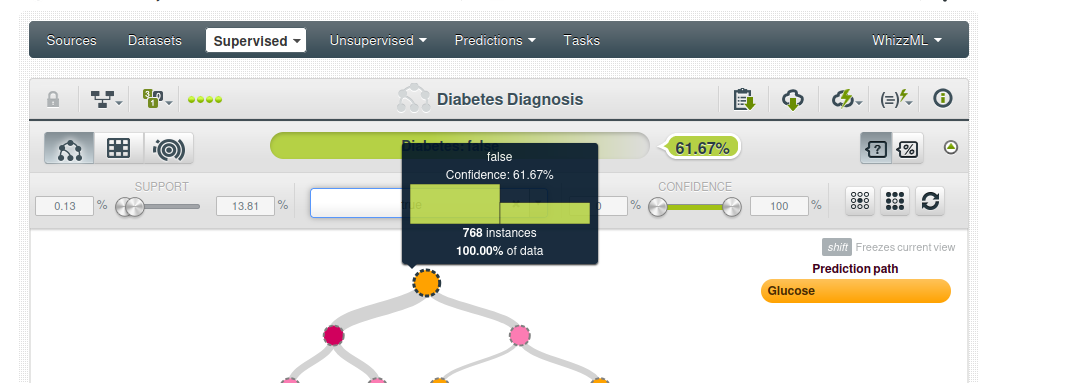 Sources Datasets Supervised Unsupervised Predictions Tasks WhizzML
Diabetes Diagnosis
Diabetes: false 61.67%
false
Confidence: 61.67%
SUPPORT CONFIDENCE
0.13 % 13.81 % % 100 %
768 instances
100.00% of data
shift Freezes current view
Prediction path
Glucose